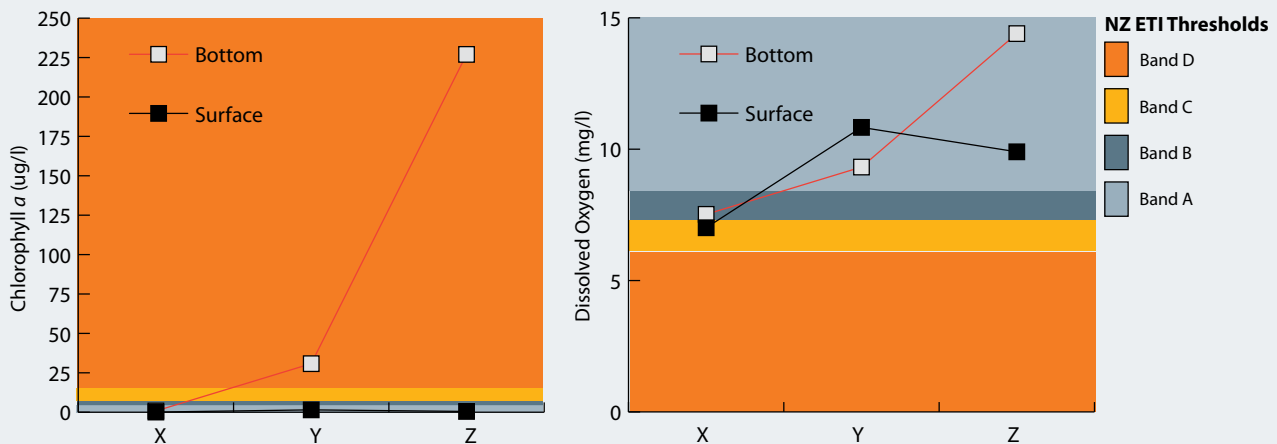 250
225
200
175
150
125
100
75
50
25
0
Chlorophyll a (ug/l)
Bottom
Surface
X Y Z
15
10
5
0
Dissolved Oxygen (mg/l)
Bottom
Surface
X Y Z
NZ ETI Thresholds
Band D
Band C
Band B
Band A